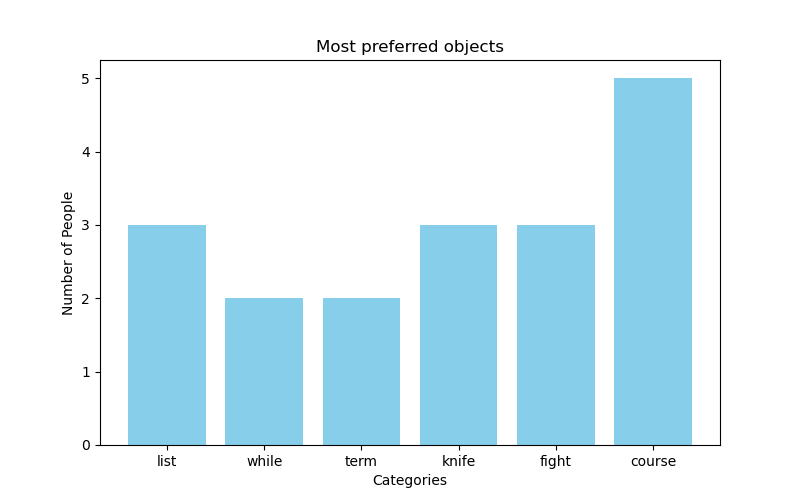 Most preferred objects
Number of People
5
4
3
2
1
0
list while term knife fight course
Categories